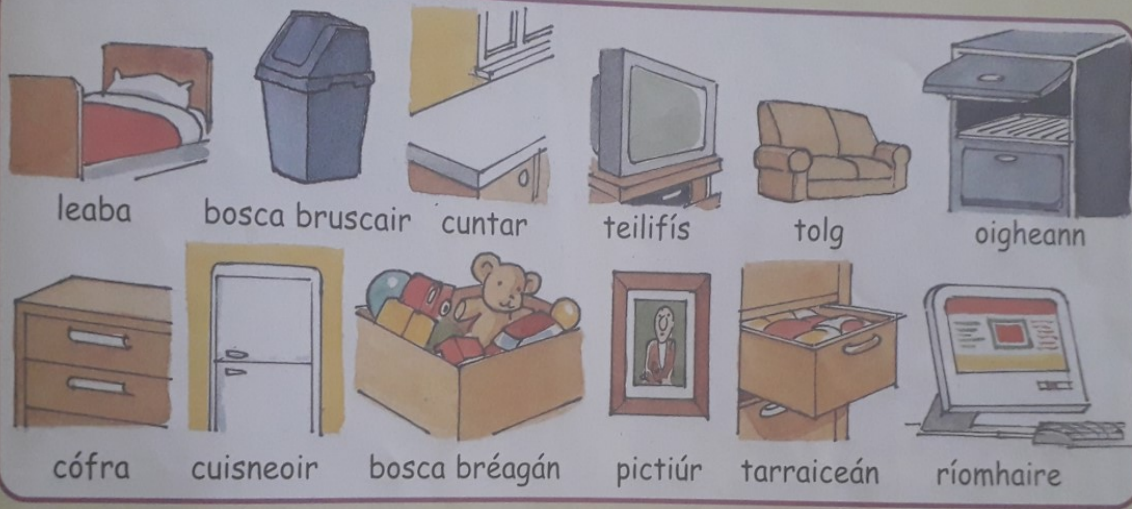 leaba bosca bruscair cuntar teilifís tolg oigheann
cófra cuisneoir bosca bréagán pictiúr tarraiceán ríomhaire